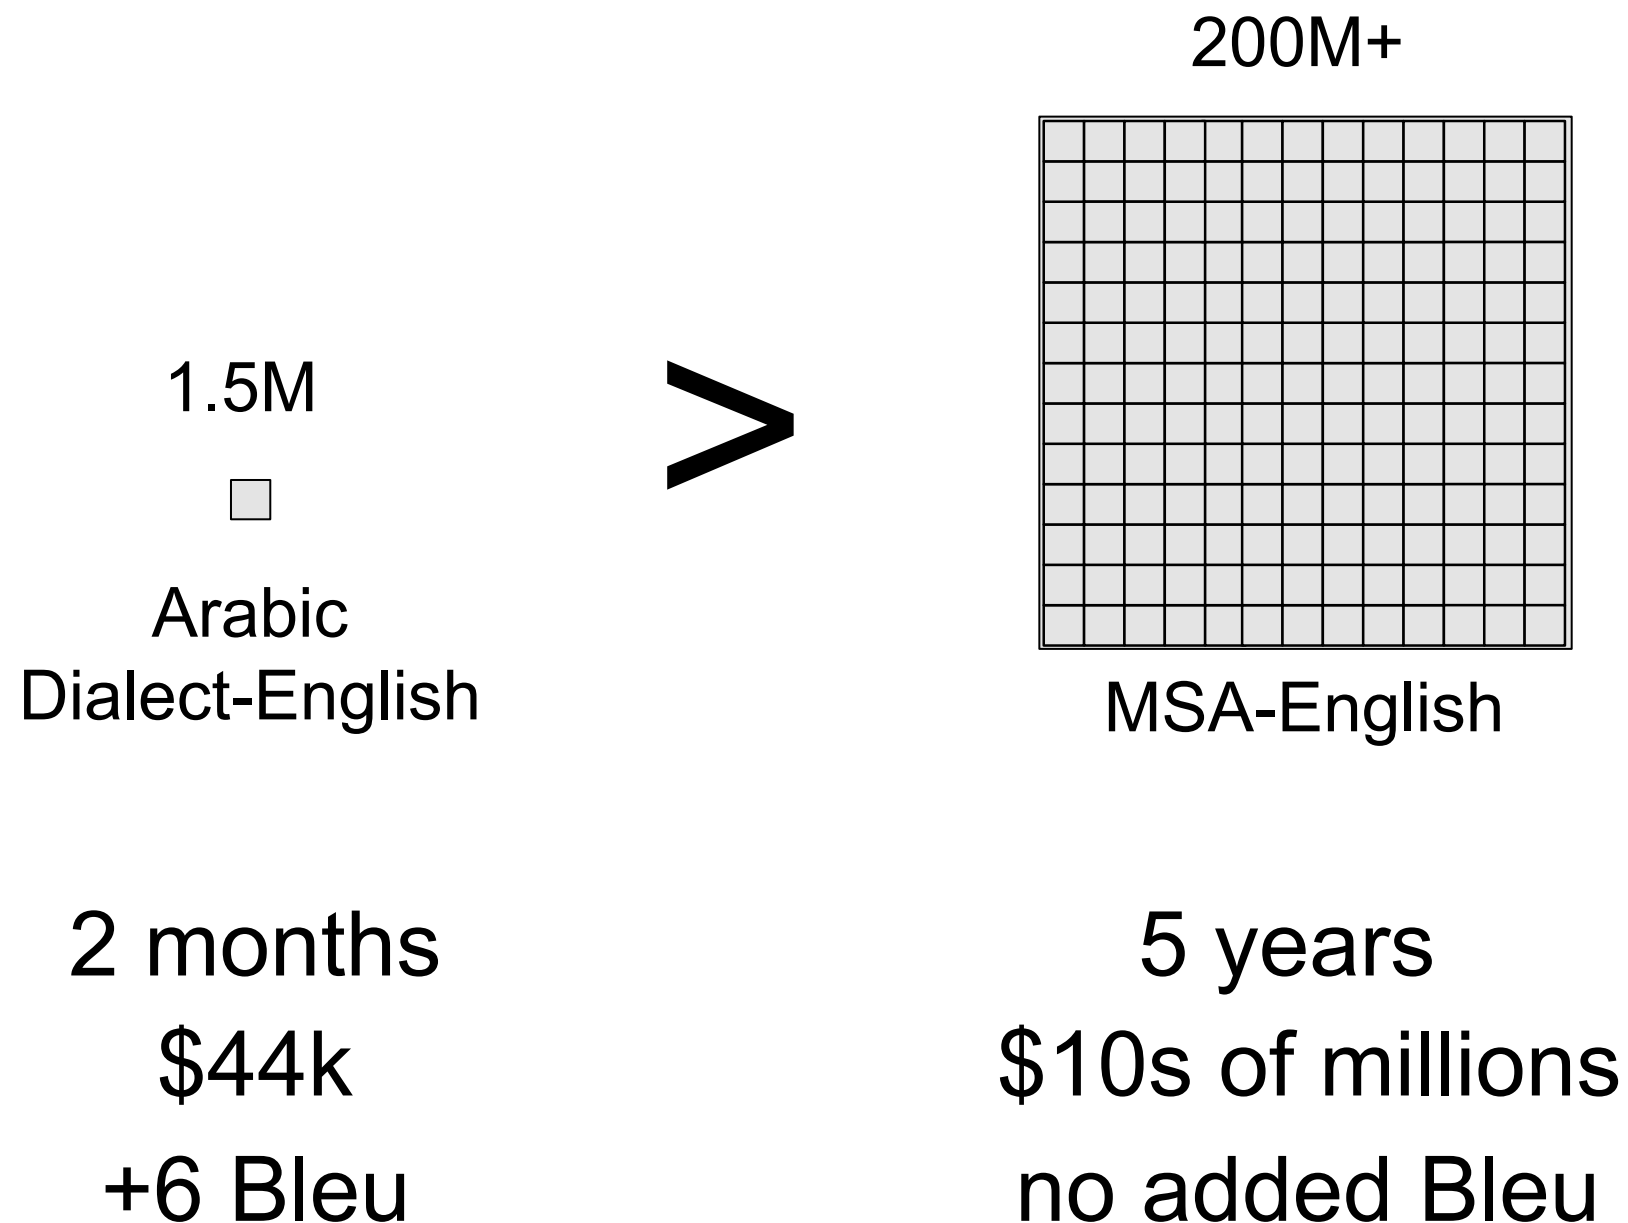 200M+
1.5M
>
Arabic
Dialect-English
MSA-English
2 months
$44k
+6 Bleu
5 years
$10s of millions
no added Bleu